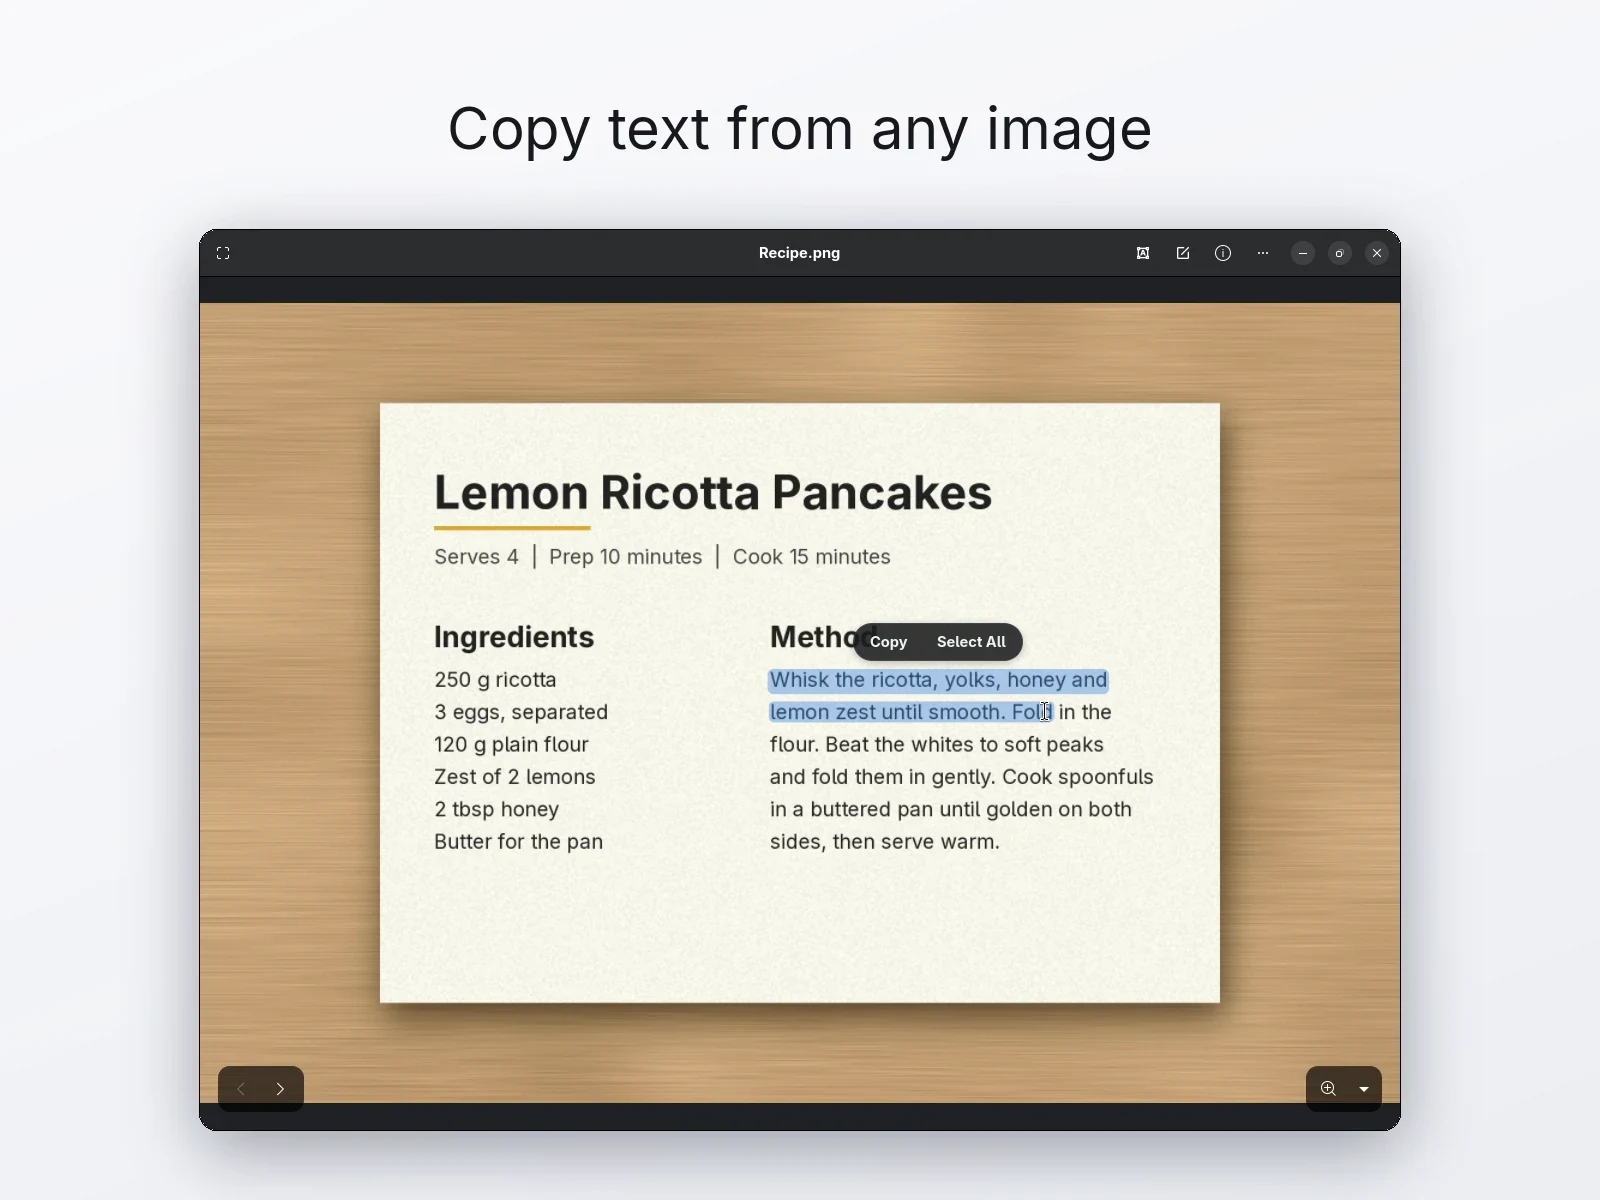 Copy text from any image
Recipe.png
Lemon Ricotta Pancakes
Serves 4 | Prep 10 minutes | Cook 15 minutes
Ingredients
250 g ricotta
3 eggs, separated
120 g plain flour
Zest of 2 lemons
2 tbsp honey
Butter for the pan
Method
Copy Select All
Whisk the ricotta, yolks, honey and
lemon zest until smooth. Fold in the
flour. Beat the whites to soft peaks
and fold them in gently. Cook spoonfuls
in a buttered pan until golden on both
sides, then serve warm.